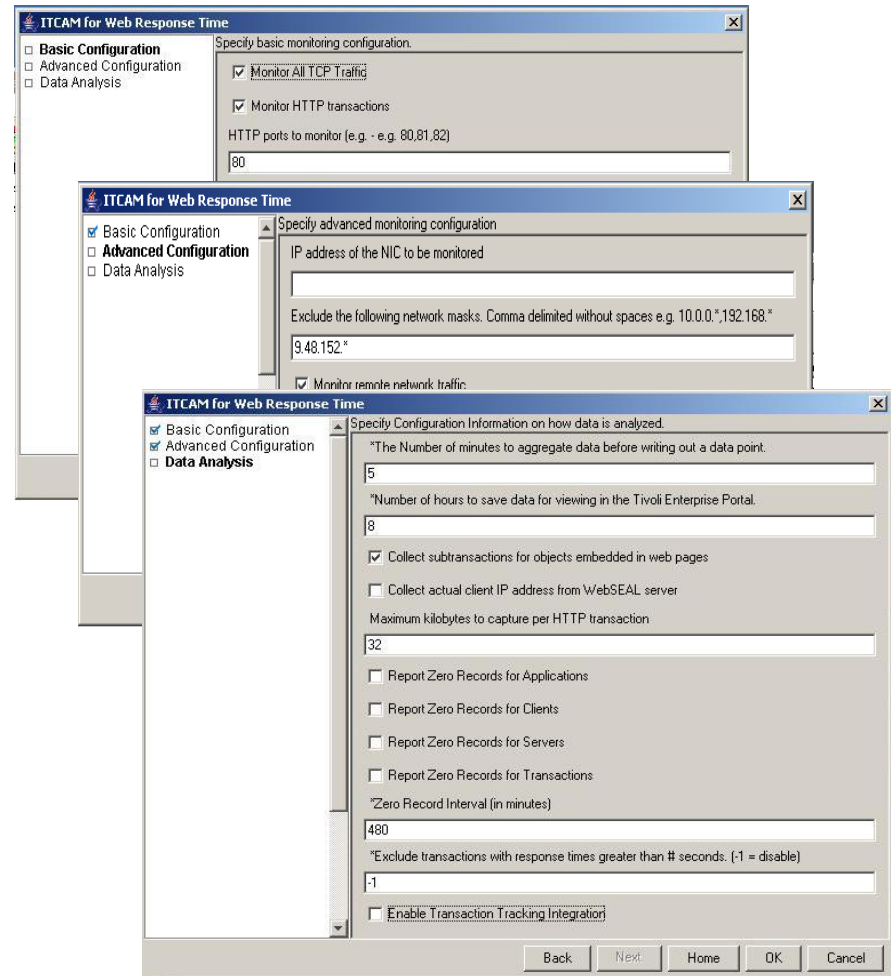 ITCAM for Web Response Time
Basic Configuration
Advanced Configuration
Data Analysis
Specify basic monitoring configuration.
Monitor All TCP Traffic
Monitor HTTP transactions
HTTP ports to monitor (e.g. - e.g. 80,81,82)
80
ITCAM for Web Response Time
Basic Configuration
Advanced Configuration
Data Analysis
Specify advanced monitoring configuration
IP address of the NIC to be monitored
Exclude the following network masks. Comma delimited without spaces e.g. 10.0.0.*,192.168.*
9.48.152.*
Monitor remote network traffic
ITCAM for Web Response Time
Basic Configuration
Advanced Configuration
Data Analysis
Specify Configuration Information on how data is analyzed.
*The Number of minutes to aggregate data before writing out a data point.
5
*Number of hours to save data for viewing in the Tivoli Enterprise Portal.
8
Collect subtransactions for objects embedded in web pages
Collect actual client IP address from WebSEAL server
Maximum kilobytes to capture per HTTP transaction
32
Report Zero Records for Applications
Report Zero Records for Clients
Report Zero Records for Servers
Report Zero Records for Transactions
*Zero Record Interval (in minutes)
480
*Exclude transactions with response times greater than # seconds. (-1 = disable)
-1
Enable Transaction Tracking Integration
Back Next Home OK Cancel